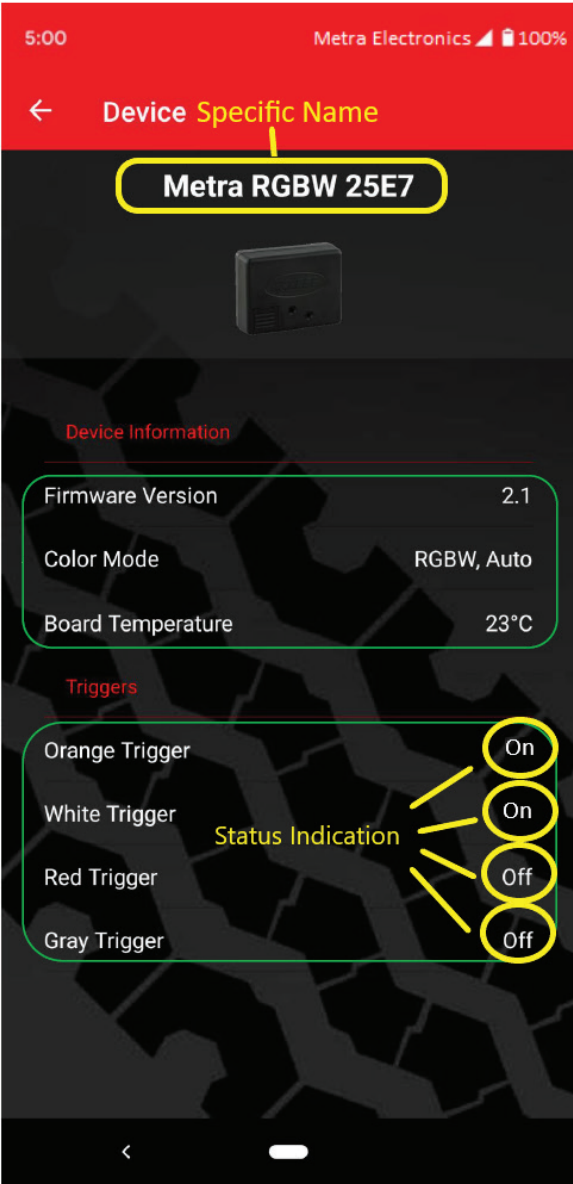 5:00 Metra Electronics 100%
Device Specific Name
Metra RGBW 25E7
Device Information
Firmware Version 2.1
Color Mode RGBW, Auto
Board Temperature 23°C
Triggers
Orange Trigger On
White Trigger On
Status Indication
Red Trigger Off
Gray Trigger Off